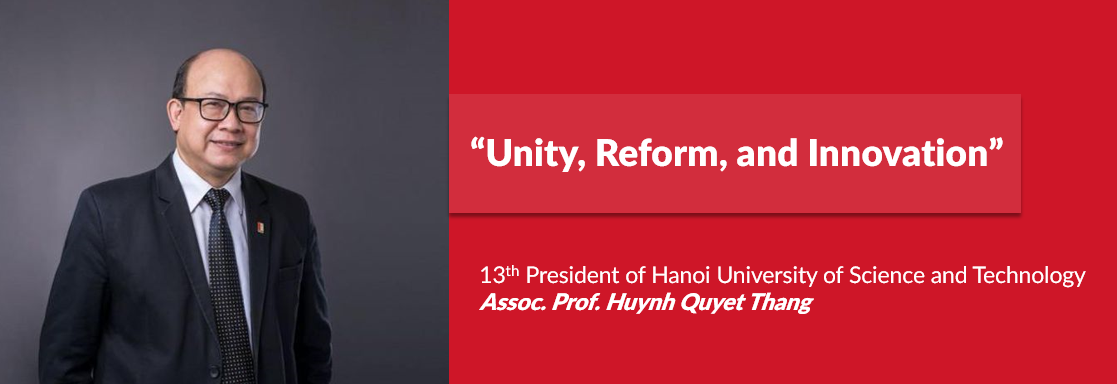 “Unity, Reform, and Innovation”
13th President of Hanoi University of Science and Technology
Assoc. Prof. Huynh Quyet Thang